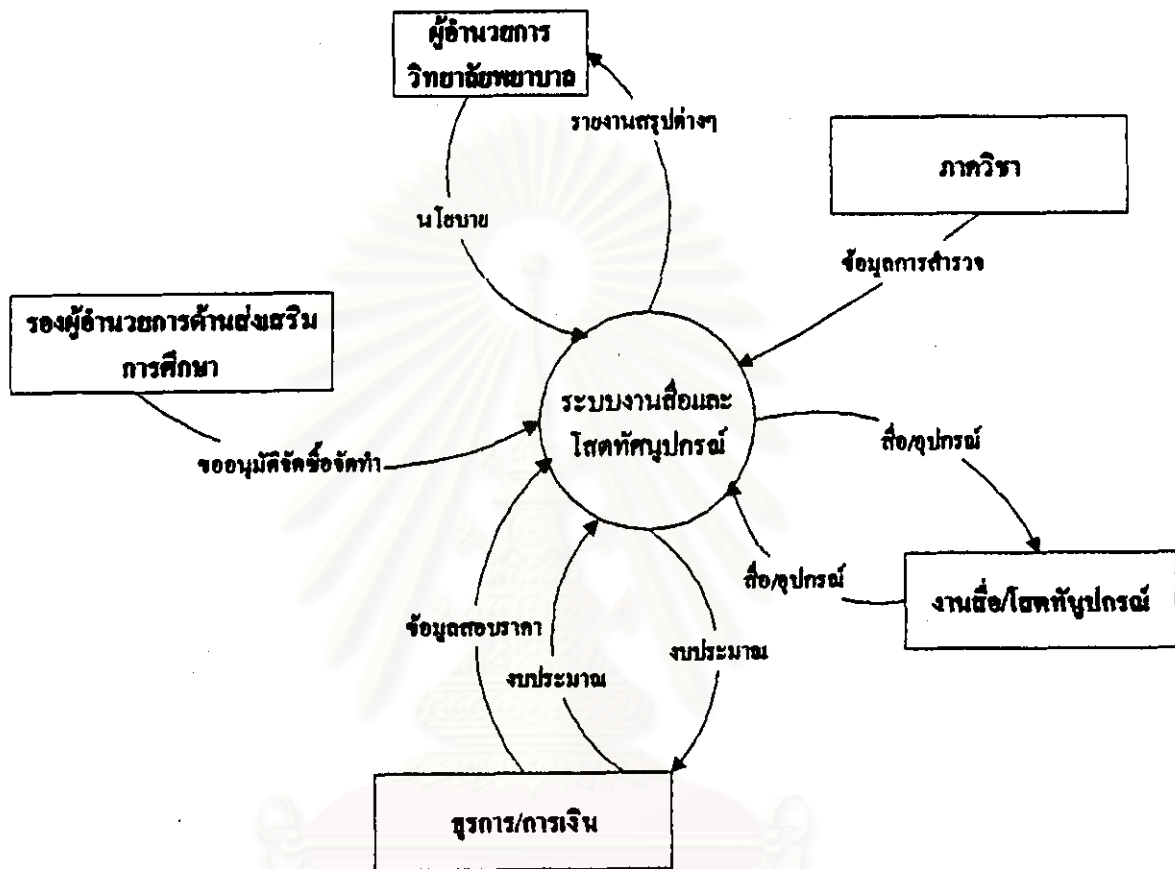 ผู้อำนวยการ
วิทยาลัยพยาบาล
รายงานสรุปต่างๆ
ภาควิชา
นโยบาย
ข้อมูลการสำรวจ
รองผู้อำนวยการด้านส่งเสริม
การศึกษา
ระบบงานสื่อและ
โสตทัศนูปกรณ์
ขออนุมัติจัดซื้อจัดทำ
สื่อ/อุปกรณ์
สื่อ/อุปกรณ์
งานสื่อ/โสตทันูปกรณ์
ข้อมูลสอบราคา
งบประมาณ
งบประมาณ
ธุรการ/การเงิน